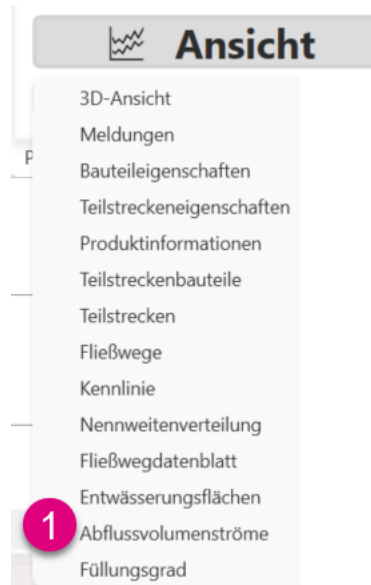 Ansicht
3D-Ansicht
Meldungen
P
Bauteileigenschaften
Teilstreckeneigenschaften
Produktinformationen
Teilstreckenbauteile
Teilstrecken
Fließwege
Kennlinie
Nennweitenverteilung
Fließwegdatenblatt
Entwässerungsflächen
1 Abflussvolumenströme
Füllungsgrad